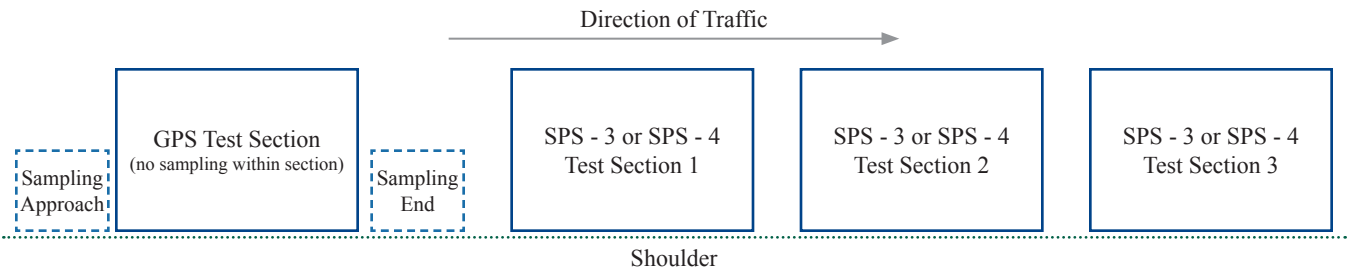 Direction of Traffic
GPS Test Section
(no sampling within section)
Sampling
Approach
Sampling
End
SPS - 3 or SPS - 4
Test Section 1
SPS - 3 or SPS - 4
Test Section 2
SPS - 3 or SPS - 4
Test Section 3
Shoulder